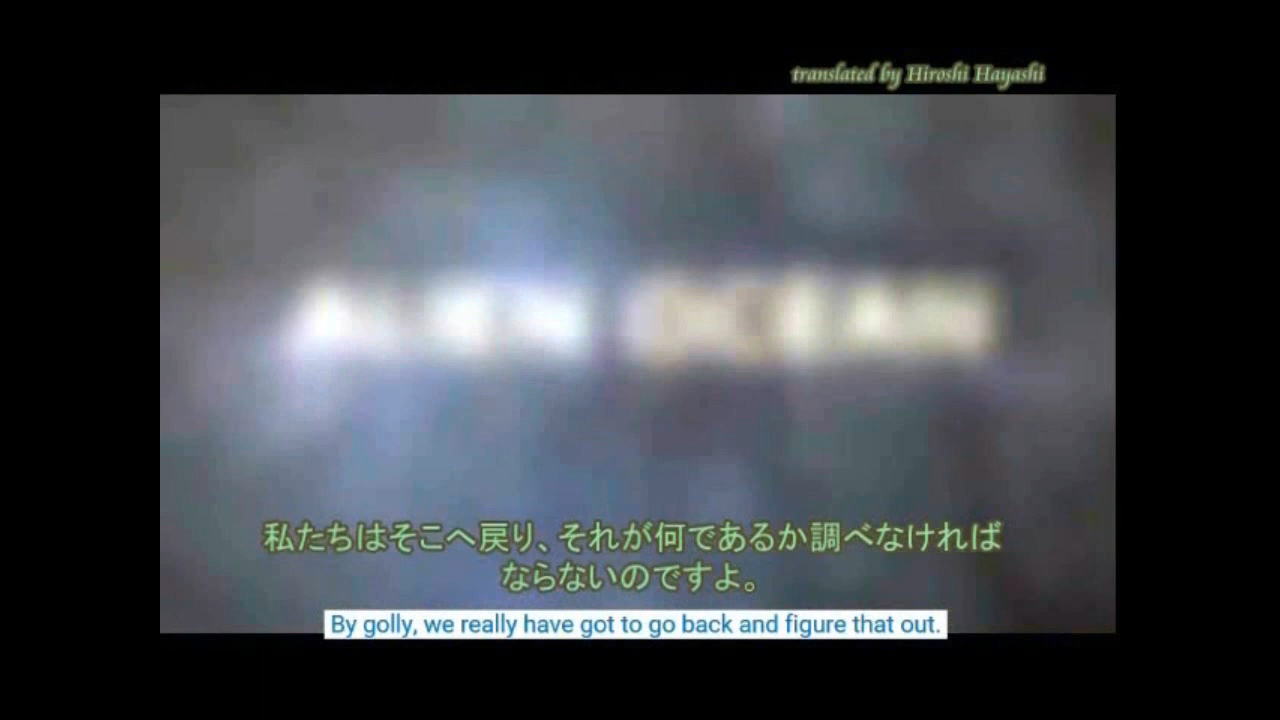 translated by Hiroshi Hayashi
私たちはそこへ戻り、それが何であるか調べなければ
ならないのですよ。
By golly, we really have got to go back and figure that out.